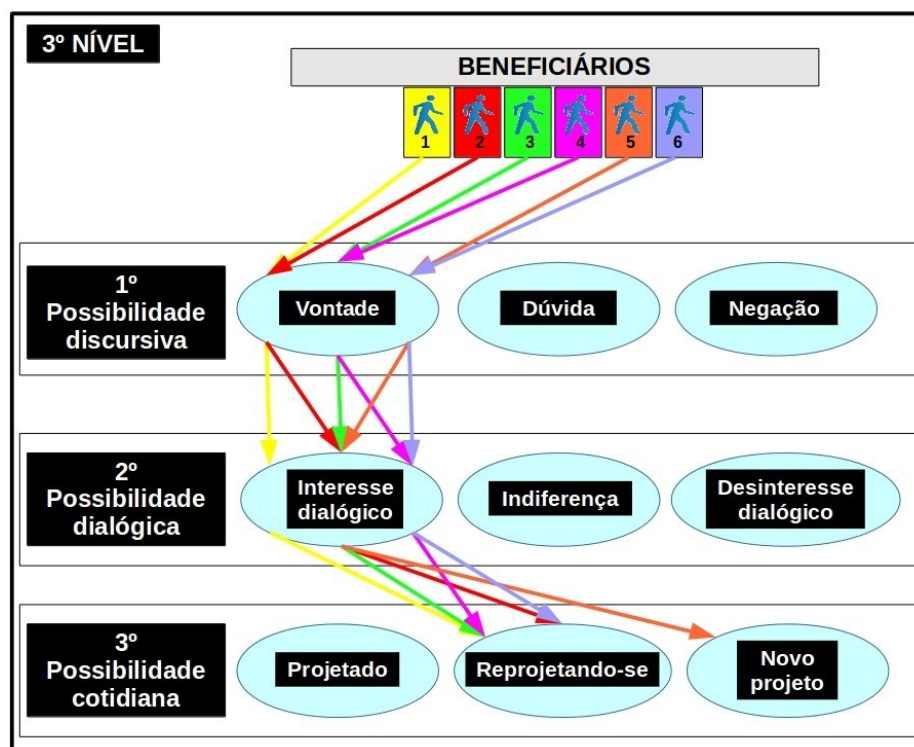 3º NÍVEL
BENEFICIÁRIOS
1 2 3 4 5 6
1º
Possibilidade
discursiva
Vontade
Dúvida
Negação
2º
Possibilidade
dialógica
Interesse
dialógico
Indiferença
Desinteresse
dialógico
3º
Possibilidade
cotidiana
Projetado
Reprojetando-se
Novo
projeto